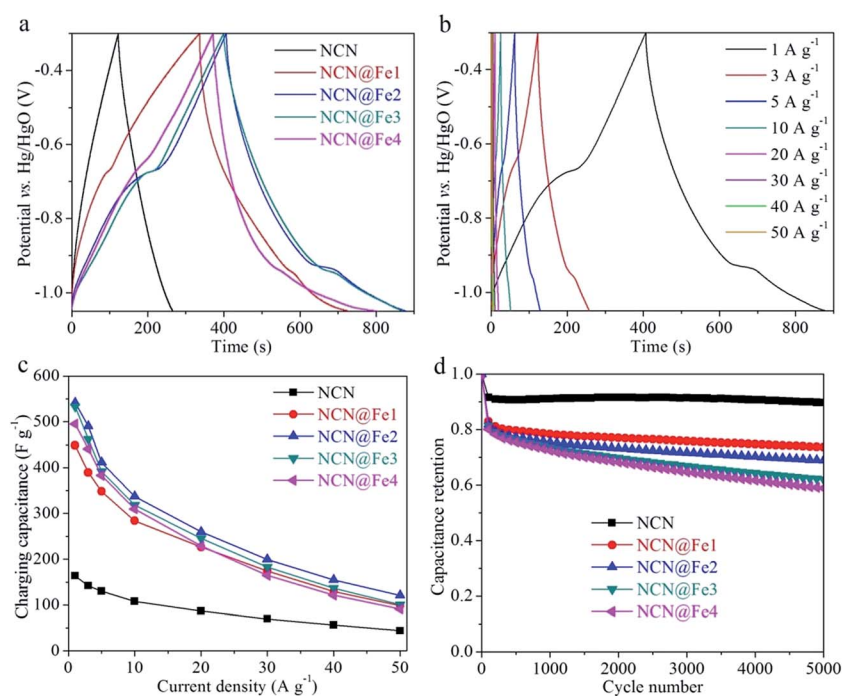 a
NCN
NCN@Fe1
NCN@Fe2
NCN@Fe3
NCN@Fe4
-0.4
-0.6
-0.8
-1.0
Potential vs. Hg/HgO (V)
0 200 400 600 800
Time (s)
b
1 A g⁻¹
3 A g⁻¹
5 A g⁻¹
10 A g⁻¹
20 A g⁻¹
30 A g⁻¹
40 A g⁻¹
50 A g⁻¹
-0.4
-0.6
-0.8
-1.0
Potential vs. Hg/HgO (V)
0 200 400 600 800
Time (s)
c
NCN
NCN@Fe1
NCN@Fe2
NCN@Fe3
NCN@Fe4
600
500
450
400
350
300
250
200
150
100
50
0
Charging capacitance (F g⁻¹)
0 10 20 30 40 50
Current density (A g⁻¹)
d
1.0
0.8
0.6
0.4
0.2
0.0
Capacitance retention
NCN
NCN@Fe1
NCN@Fe2
NCN@Fe3
NCN@Fe4
0 1000 2000 3000 4000 5000
Cycle number